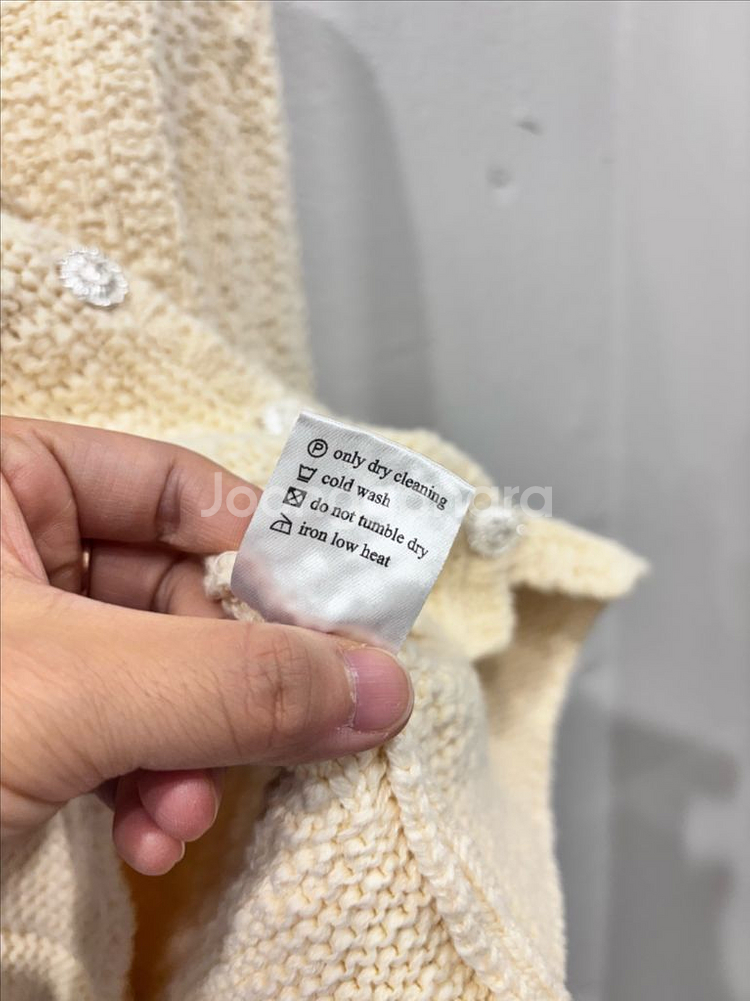 P only dry cleaning
cold wash
do not tumble dry
iron low heat